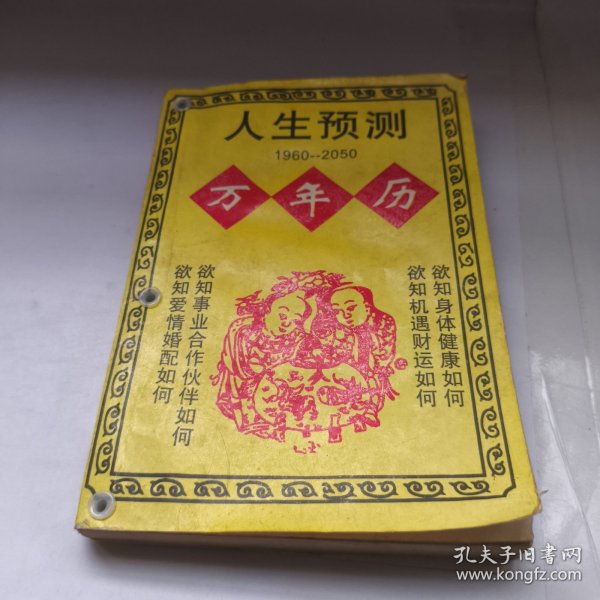 人生预测
1960--2050
万年历
欲知身体健康如何
欲知机遇财运如何
欲知事业合作伙伴如何
欲知爱情婚配如何
孔夫子旧书网
www.kongfz.com